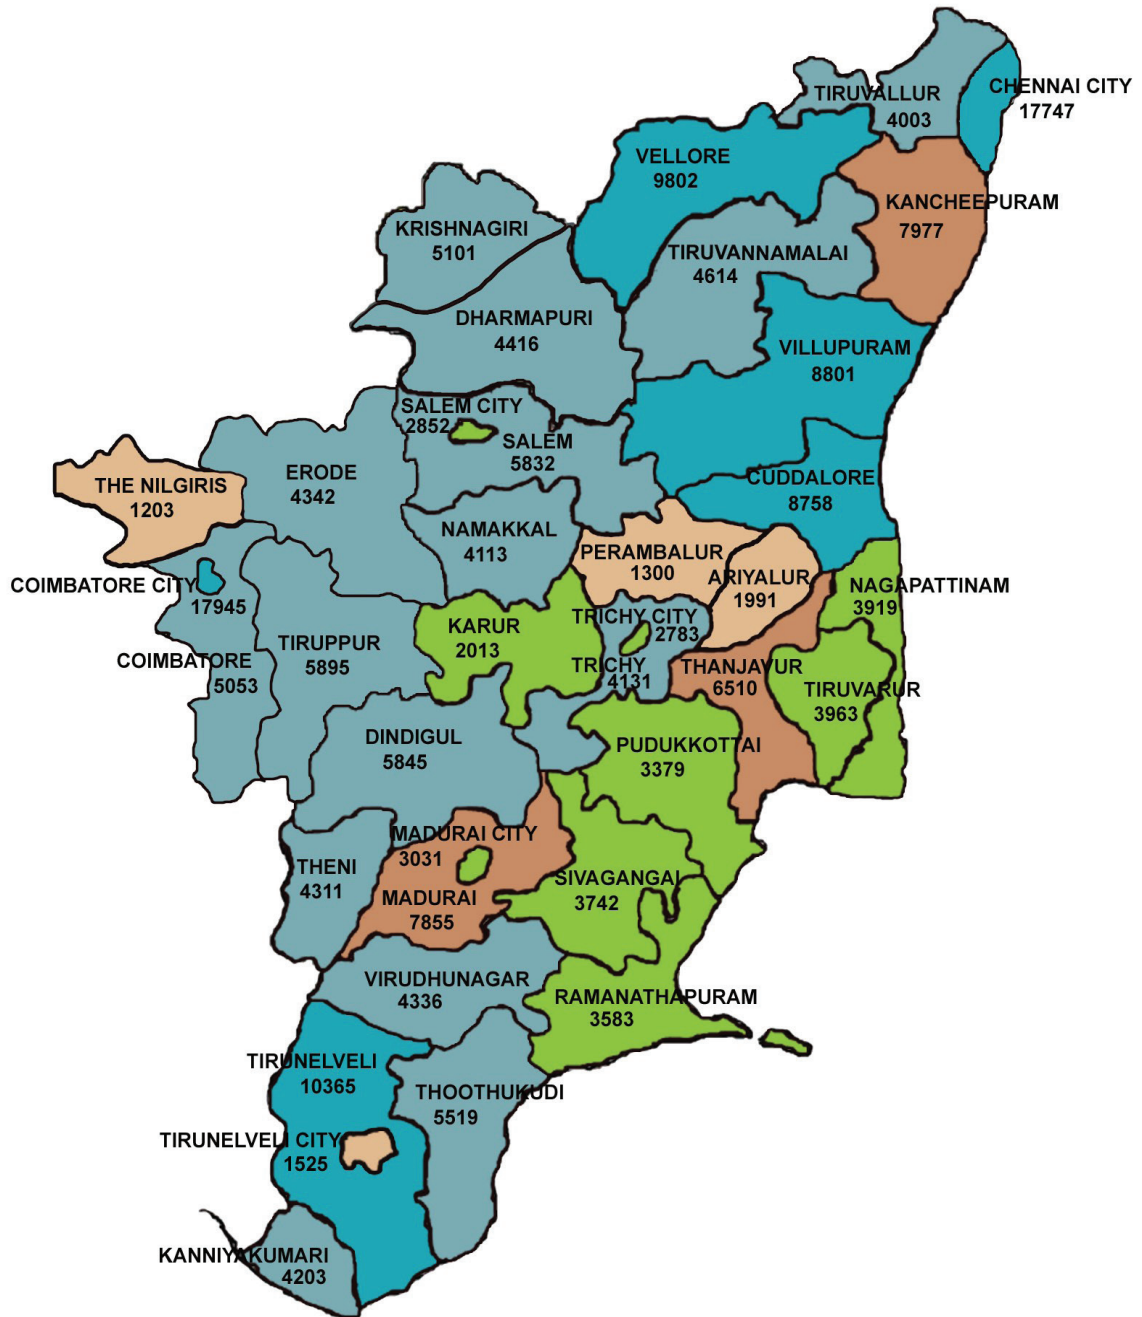 TIRUVALLUR
4003
CHENNAI CITY
17747
VELLORE
9802
KANCHEEPURAM
7977
KRISHNAGIRI
5101
TIRUVANNAMALAI
4614
DHARMAPURI
4416
VILLUPURAM
8801
SALEM CITY
2852
SALEM
5832
ERODE
4342
THE NILGIRIS
1203
CUDDALORE
8758
NAMAKKAL
4113
PERAMBALUR
1300
ARIYALUR
1991
NAGAPATTINAM
3919
COIMBATORE CITY
17945
KARUR
2013
TRICHY CITY
2783
TIRUPPUR
5895
COIMBATORE
5053
TRICHY
4131
THANJAVUR
6510
TIRUVARUR
3963
DINDIGUL
5845
PUDUKKOTTAI
3379
MADURAI CITY
3031
THENI
4311
MADURAI
7855
SIVAGANGAI
3742
VIRUDHUNAGAR
4336
RAMANATHAPURAM
3583
TIRUNELVELI
10365
THOOTHUKUDI
5519
TIRUNELVELI CITY
1525
KANNIYAKUMARI
4203